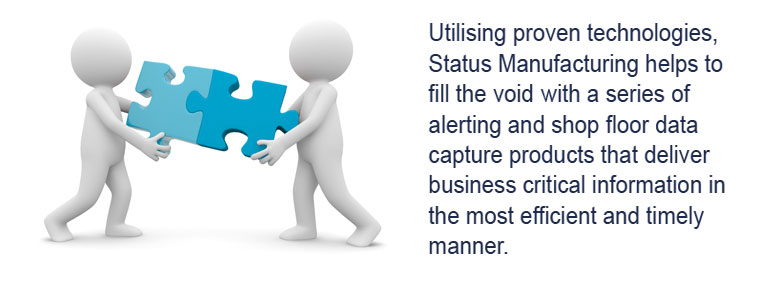 Utilising proven technologies,
Status Manufacturing helps to
fill the void with a series of
alerting and shop floor data
capture products that deliver
business critical information in
the most efficient and timely
manner.